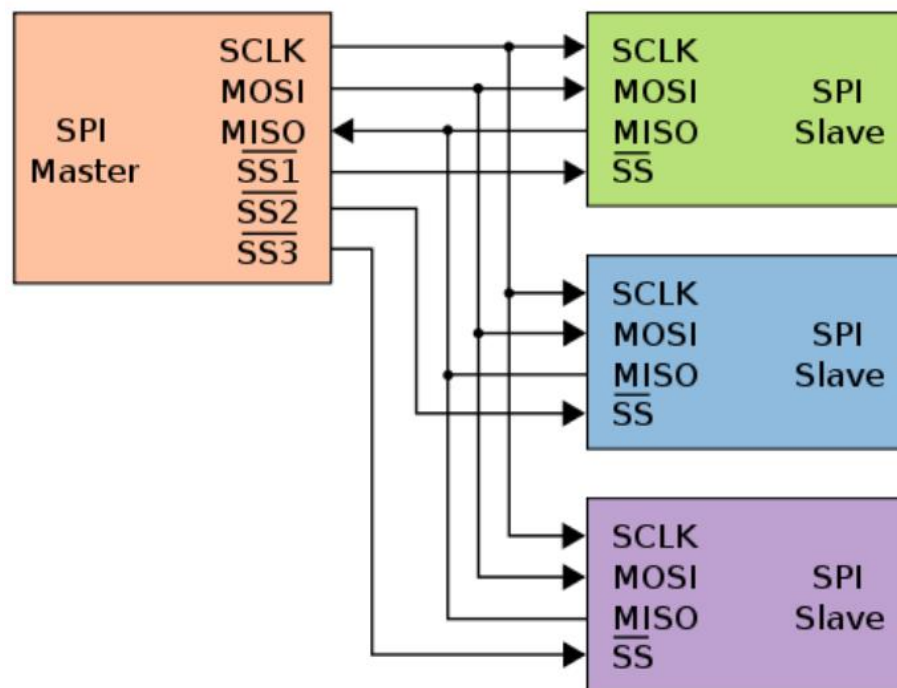 SCLK
MOSI
MISO
SS1
SS2
SS3
SPI
Master
SCLK
MOSI
MISO
SS
SPI
Slave
SCLK
MOSI
MISO
SS
SPI
Slave
SCLK
MOSI
MISO
SS
SPI
Slave